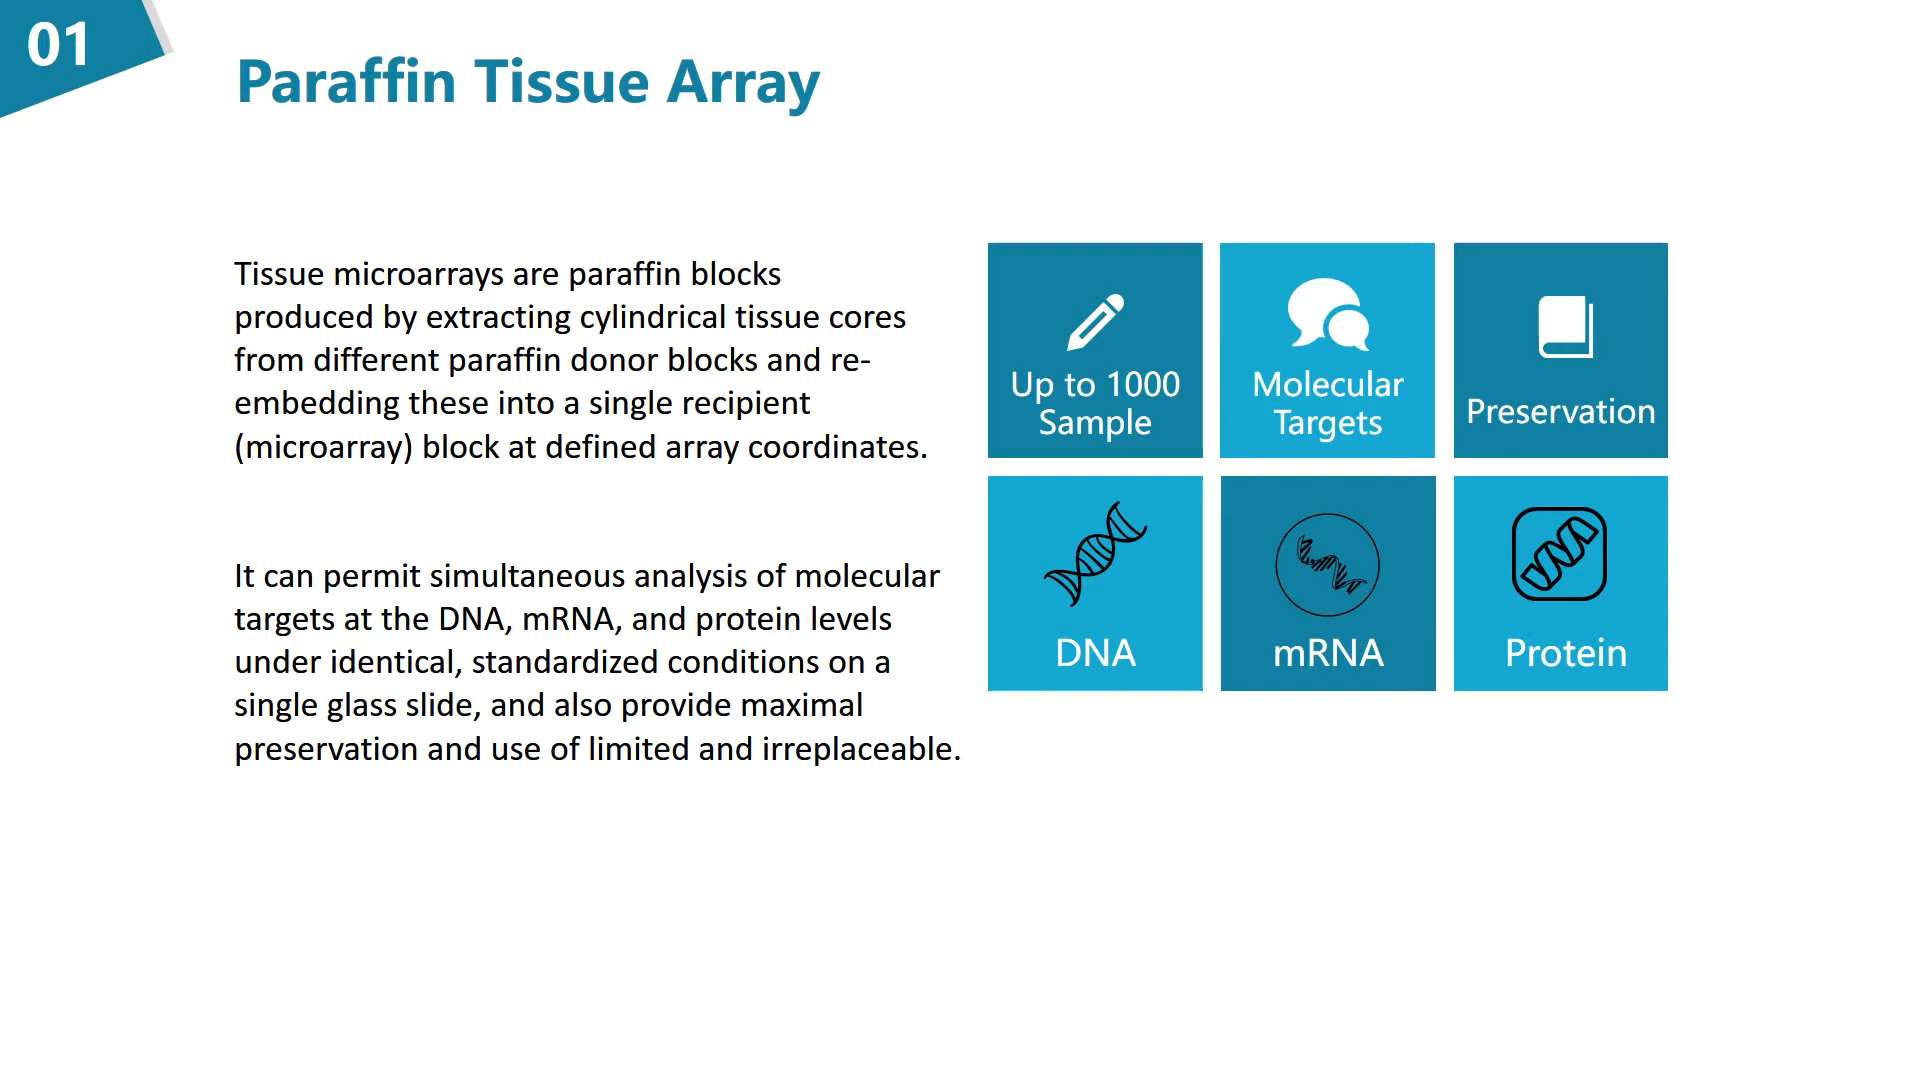 01
Paraffin Tissue Array
Tissue microarrays are paraffin blocks
produced by extracting cylindrical tissue cores
from different paraffin donor blocks and re-
embedding these into a single recipient
(microarray) block at defined array coordinates.
It can permit simultaneous analysis of molecular
targets at the DNA, mRNA, and protein levels
under identical, standardized conditions on a
single glass slide, and also provide maximal
preservation and use of limited and irreplaceable.
Up to 1000
Sample
Molecular
Targets
Preservation
DNA
mRNA
Protein